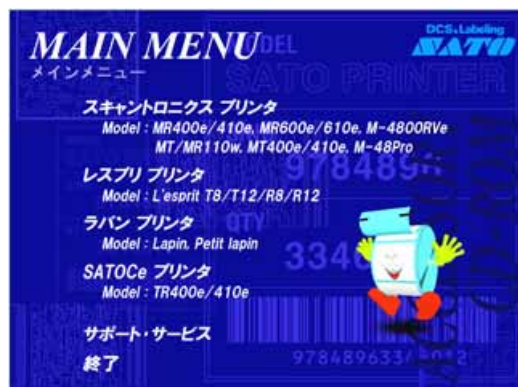 MAIN MENU
メインメニュー
DCS & Labeling
SATO
MODEL
SATO PRINTER
スキャントロニクス プリンタ
Model : MR400e/410e, MR600e/610e, M-4800RVe
MT/MR110w, MT400e/410e, M-48Pro
レスプリ プリンタ
Model : L'esprit T8/T12/R8/R12
QTY
ラパン プリンタ
Model : Lapin, Petit lapin
SATOCe プリンタ
Model : TR400e/410e
サポート・サービス
終了